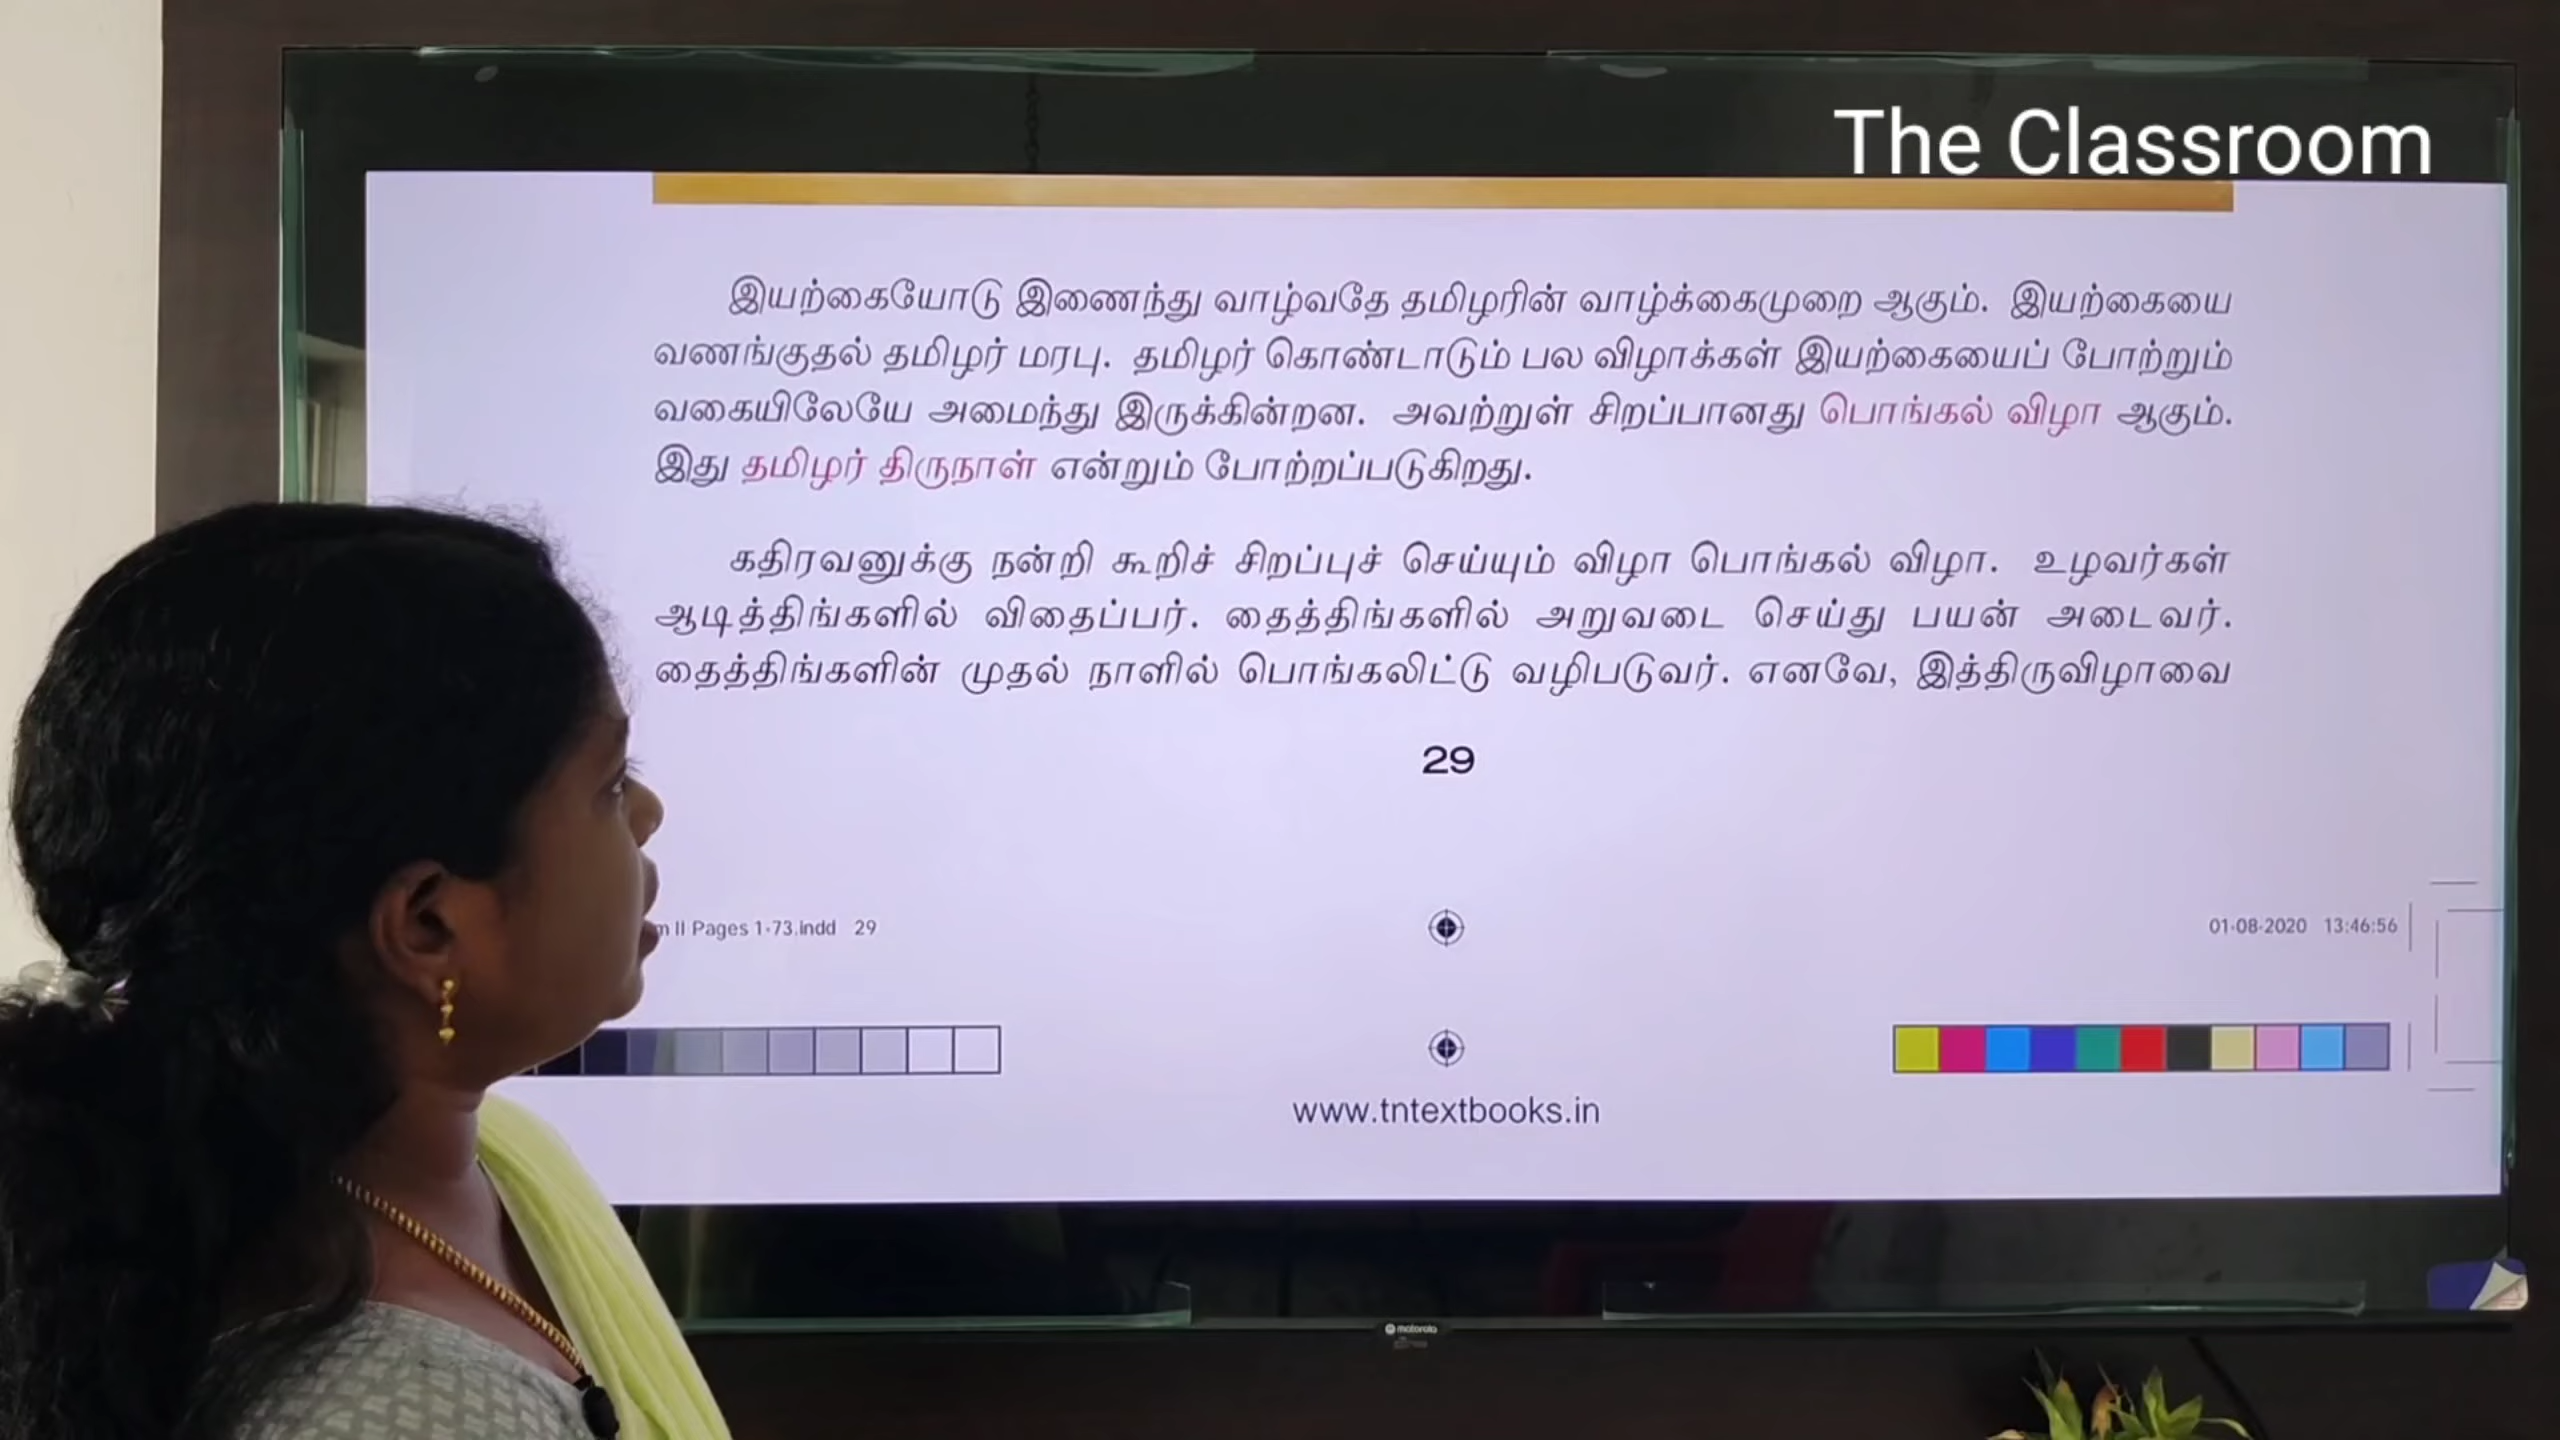 The Classroom
இயற்கையோடு இணைந்து வாழ்வதே தமிழரின் வாழ்க்கைமுறை ஆகும். இயற்கையை
வணங்குதல் தமிழர் மரபு. தமிழர் கொண்டாடும் பல விழாக்கள் இயற்கையைப் போற்றும்
வகையிலேயே அமைந்து இருக்கின்றன. அவற்றுள் சிறப்பானது பொங்கல் விழா ஆகும்.
இது தமிழர் திருநாள் என்றும் போற்றப்படுகிறது.
கதிரவனுக்கு நன்றி கூறிச் சிறப்புச் செய்யும் விழா பொங்கல் விழா. உழவர்கள்
ஆடித்திங்களில் விதைப்பர். தைத்திங்களில் அறுவடை செய்து பயன் அடைவர்.
தைத்திங்களின் முதல் நாளில் பொங்கலிட்டு வழிபடுவர். எனவே, இத்திருவிழாவை
29
m II Pages 1-73.indd 29
01-08-2020 13:46:56
www.tntextbooks.in
motorola